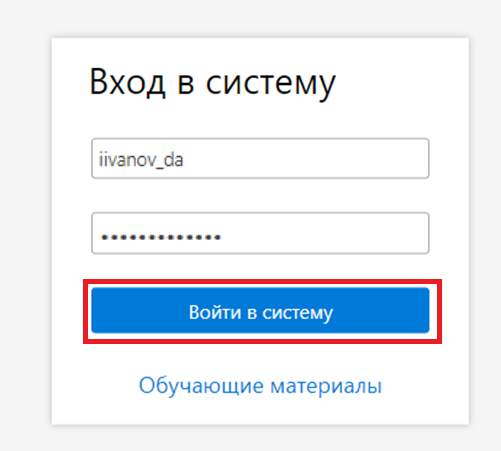 Вход в систему
iivanov_da
•••••••••••••
Войти в систему
Обучающие материалы